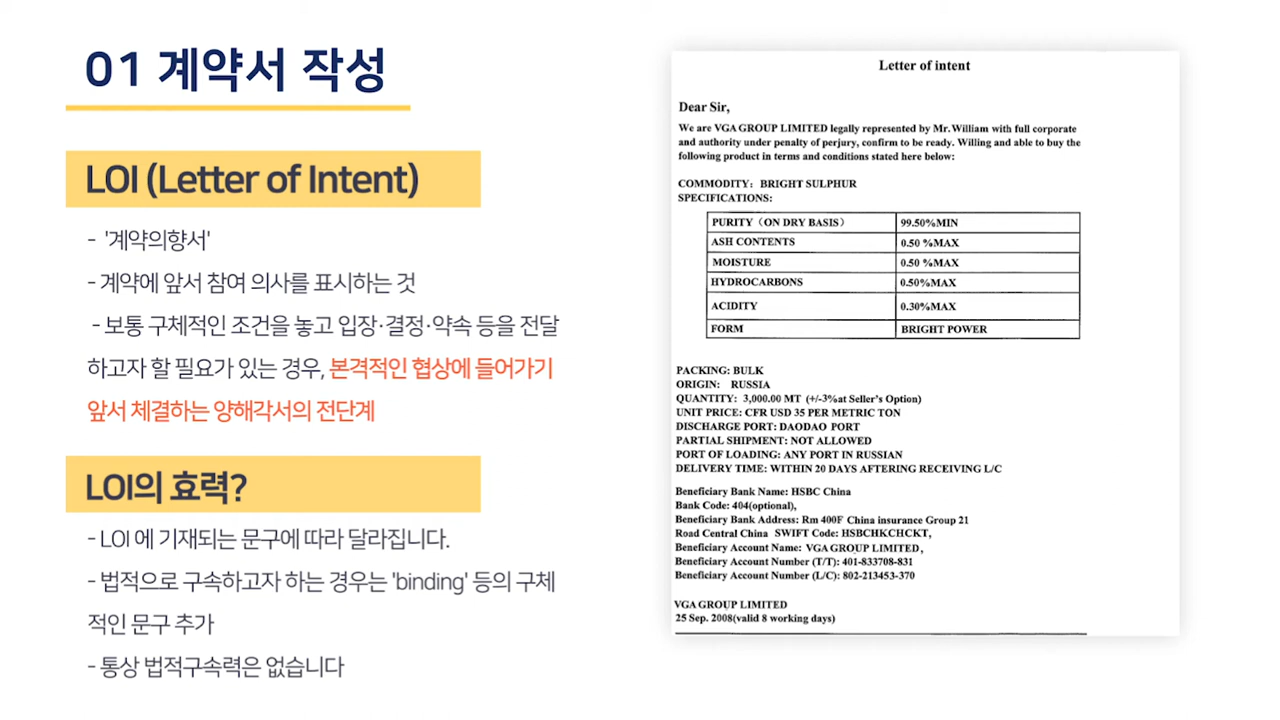 01 계약서 작성
LOI (Letter of Intent)
- '계약의향서'
- 계약에 앞서 참여 의사를 표시하는 것
- 보통 구체적인 조건을 놓고 입장·결정·약속 등을 전달
하고자 할 필요가 있는 경우, 본격적인 협상에 들어가기
앞서 체결하는 양해각서의 전단계
LOI의 효력?
- LOI 에 기재되는 문구에 따라 달라집니다.
- 법적으로 구속하고자 하는 경우는 'binding' 등의 구체
적인 문구 추가
- 통상 법적구속력은 없습니다
Letter of intent
Dear Sir,
We are VGA GROUP LIMITED legally represented by Mr. William with full corporate
and authority under penalty of perjury, confirm to be ready. Willing and able to buy the
following product in terms and conditions stated here below:
COMMODITY: BRIGHT SULPHUR
SPECIFICATIONS:
PURITY (ON DRY BASIS) 99.50%MIN
ASH CONTENTS 0.50 %MAX
MOISTURE 0.50 %MAX
HYDROCARBONS 0.50%MAX
ACIDITY 0.30%MAX
FORM BRIGHT POWER
PACKING: BULK
ORIGIN: RUSSIA
QUANTITY: 3,000.00 MT (+/-3%at Seller's Option)
UNIT PRICE: CFR USD 35 PER METRIC TON
DISCHARGE PORT: DAODAO PORT
PARTIAL SHIPMENT: NOT ALLOWED
PORT OF LOADING: ANY PORT IN RUSSIAN
DELIVERY TIME: WITHIN 20 DAYS AFTERING RECEIVING L/C
Beneficiary Bank Name: HSBC China
Bank Code: 404(optional),
Beneficiary Bank Address: Rm 400F China insurance Group 21
Road Central China SWIFT Code: HSBCHKCHCKT,
Beneficiary Account Name: VGA GROUP LIMITED,
Beneficiary Account Number (T/T): 401-833708-831
Beneficiary Account Number (L/C): 802-213453-370
VGA GROUP LIMITED
25 Sep. 2008(valid 8 working days)